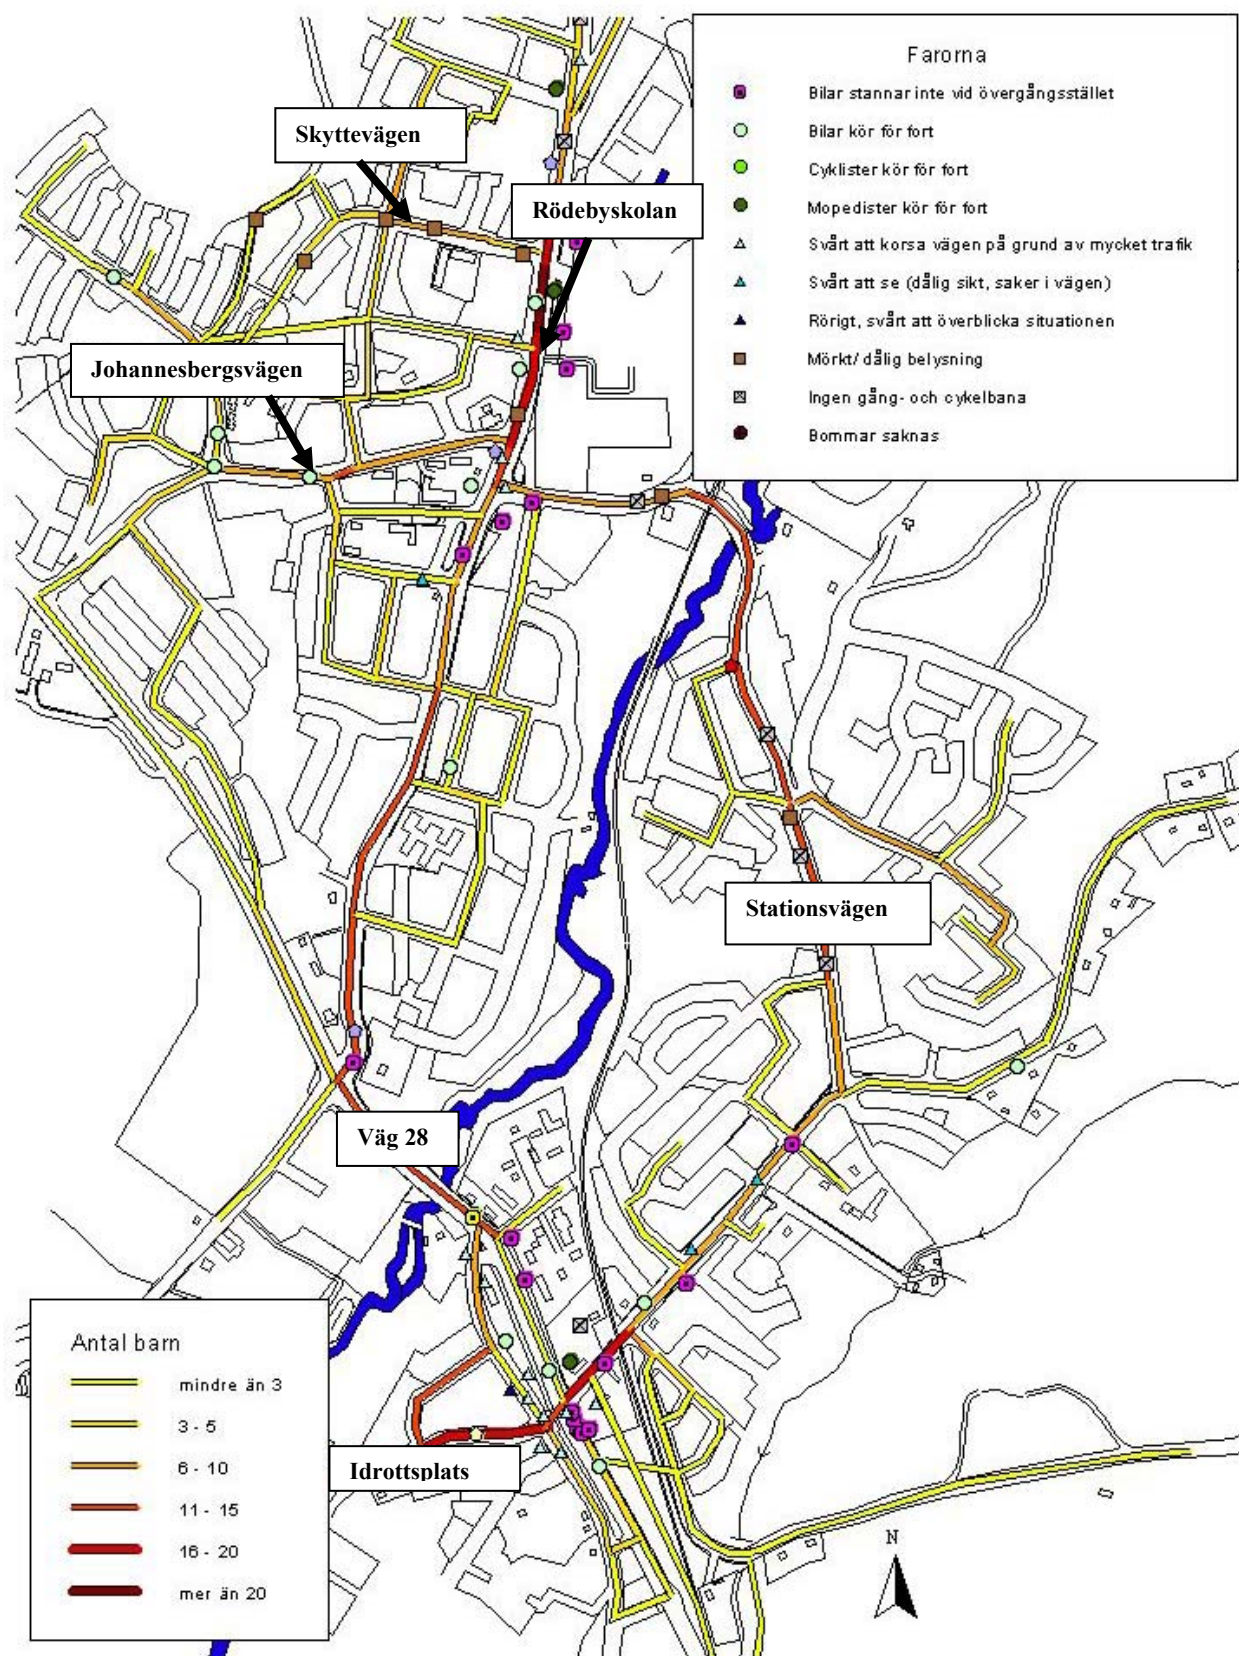 Farorna
Bilar stannar inte vid övergångsstället
Bilar kör för fort
Cyklister kör för fort
Mopedister kör för fort
Svårt att korsa vägen på grund av mycket trafik
Svårt att se (dålig sikt, saker i vägen)
Rörigt, svårt att överblicka situationen
Mörkt/ dålig belysning
Ingen gång- och cykelbana
Bommar saknas
Skyttevägen
Rödebyskolan
Johannesbergsvägen
Stationsvägen
Väg 28
Idrottsplats
Antal barn
mindre än 3
3 - 5
6 - 10
11 - 15
16 - 20
mer än 20
N